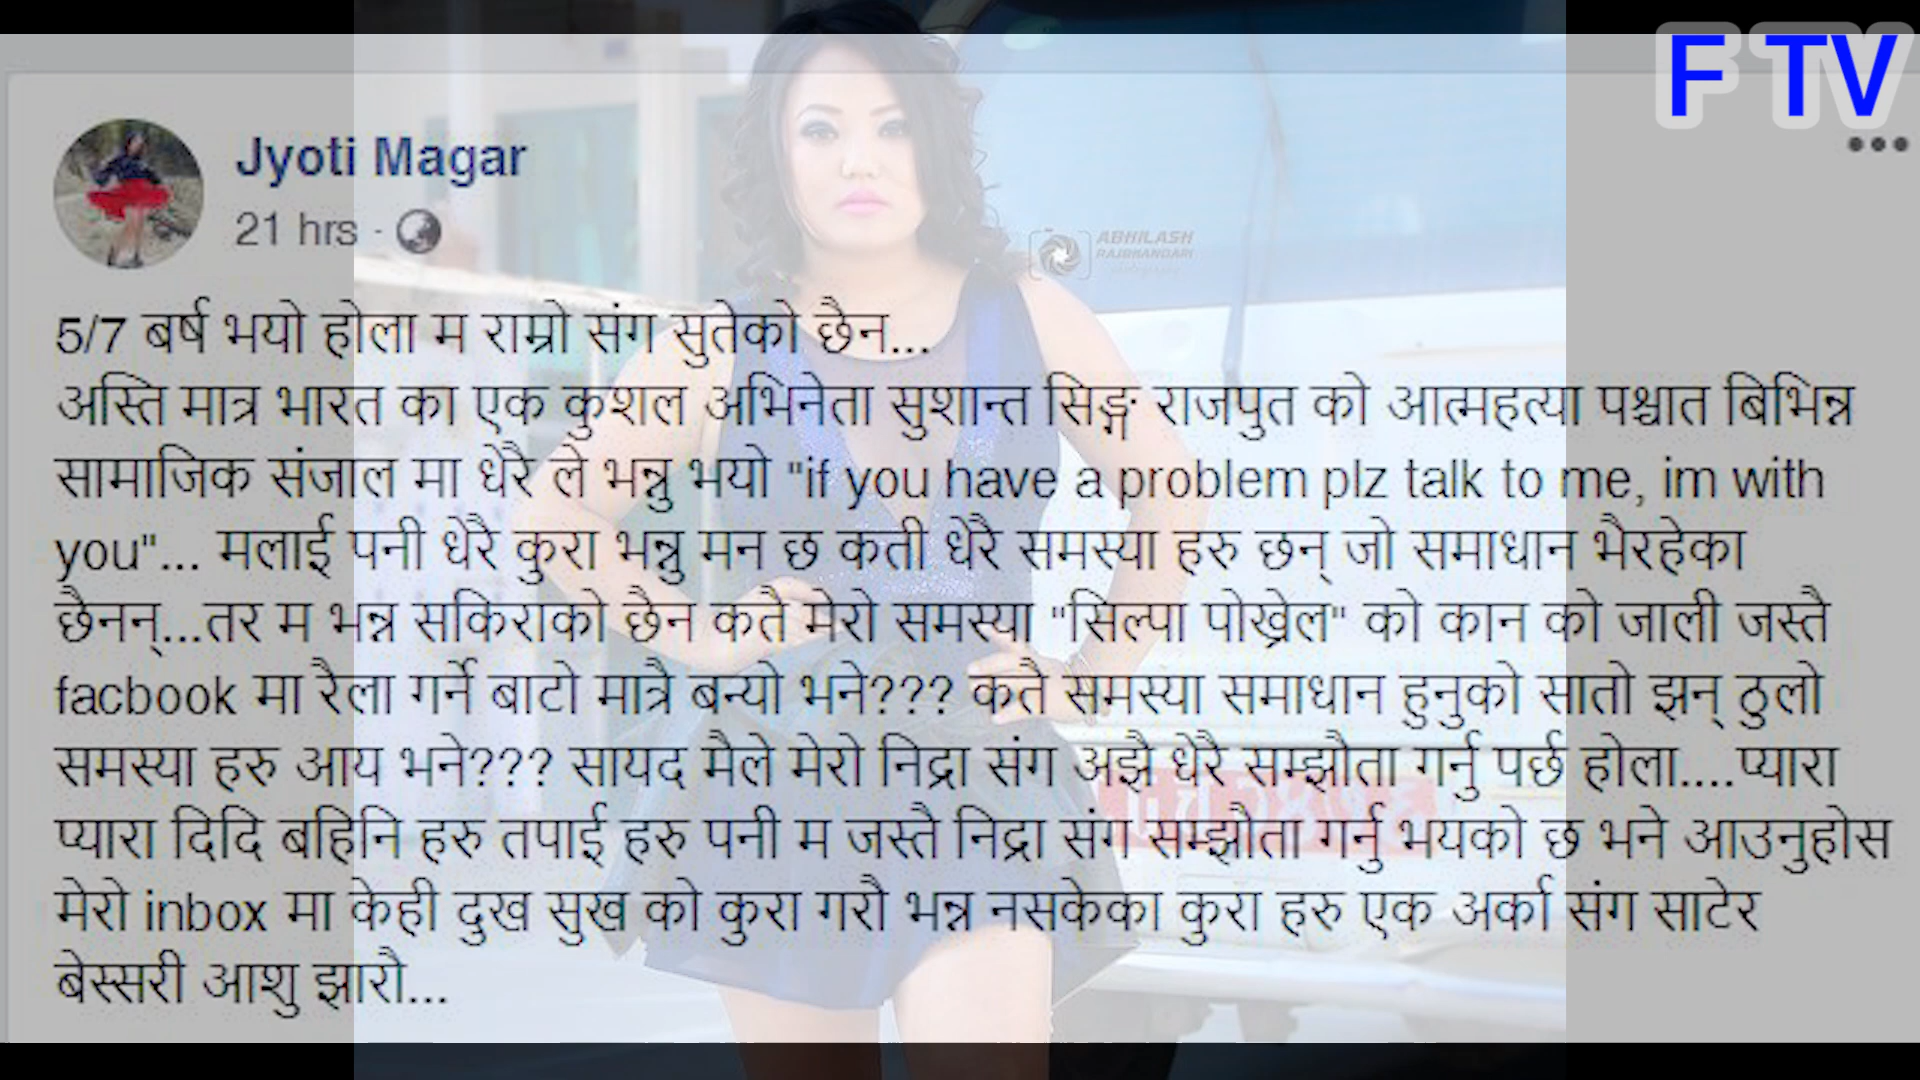 F TV
Jyoti Magar
21 hrs ·
ABHILASH
RAJBHANDARI
5/7 बर्ष भयो होला म राम्रो संग सुतेको छैन...
अस्ति मात्र भारत का एक कुशल अभिनेता सुशान्त सिङ्ग राजपुत को आत्महत्या पश्चात बिभिन्न
सामाजिक संजाल मा धेरै ले भन्नु भयो "if you have a problem plz talk to me, im with
you"... मलाई पनी धेरै कुरा भन्नु मन छ कती धेरै समस्या हरु छन् जो समाधान भैरहेका
छैनन्...तर म भन्न सकिराको छैन कतै मेरो समस्या "सिल्पा पोख्रेल" को कान को जाली जस्तै
facbook मा रैला गर्ने बाटो मात्रै बन्यो भने??? कतै समस्या समाधान हुनुको सातो झन् ठुलो
समस्या हरु आय भने??? सायद मैले मेरो निद्रा संग अझै धेरै सम्झौता गर्नु पर्छ होला....प्यारा
प्यारा दिदि बहिनि हरु तपाई हरु पनी म जस्तै निद्रा संग सम्झौता गर्नु भयको छ भने आउनुहोस
मेरो inbox मा केही दुख सुख को कुरा गरौ भन्न नसकेका कुरा हरु एक अर्का संग साटेर
बेस्सरी आशु झारौ...